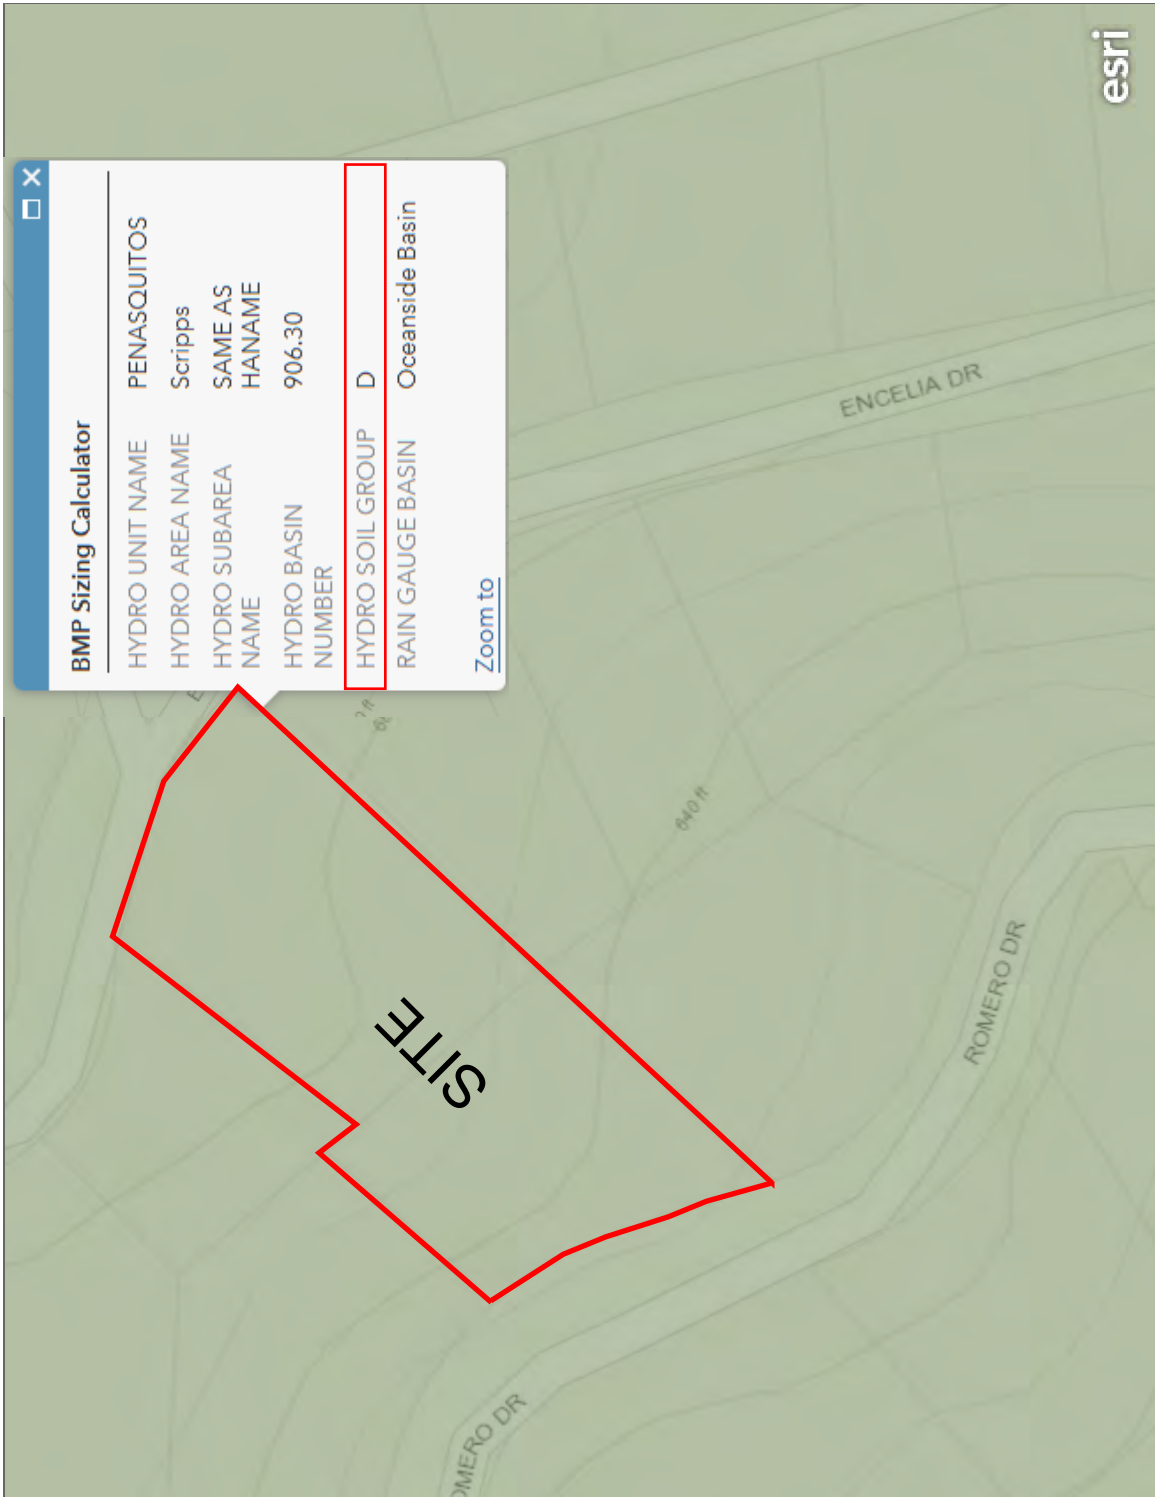 BMP Sizing Calculator
HYDRO UNIT NAME PENASQUITOS
HYDRO AREA NAME Scripps
HYDRO SUBAREA SAME AS
NAME HANAME
HYDRO BASIN 906.30
NUMBER
HYDRO SOIL GROUP D
RAIN GAUGE BASIN Oceanside Basin
Zoom to
esri
ENCELIA DR
640 ft
SITE
ROMERO DR
OMERO DR